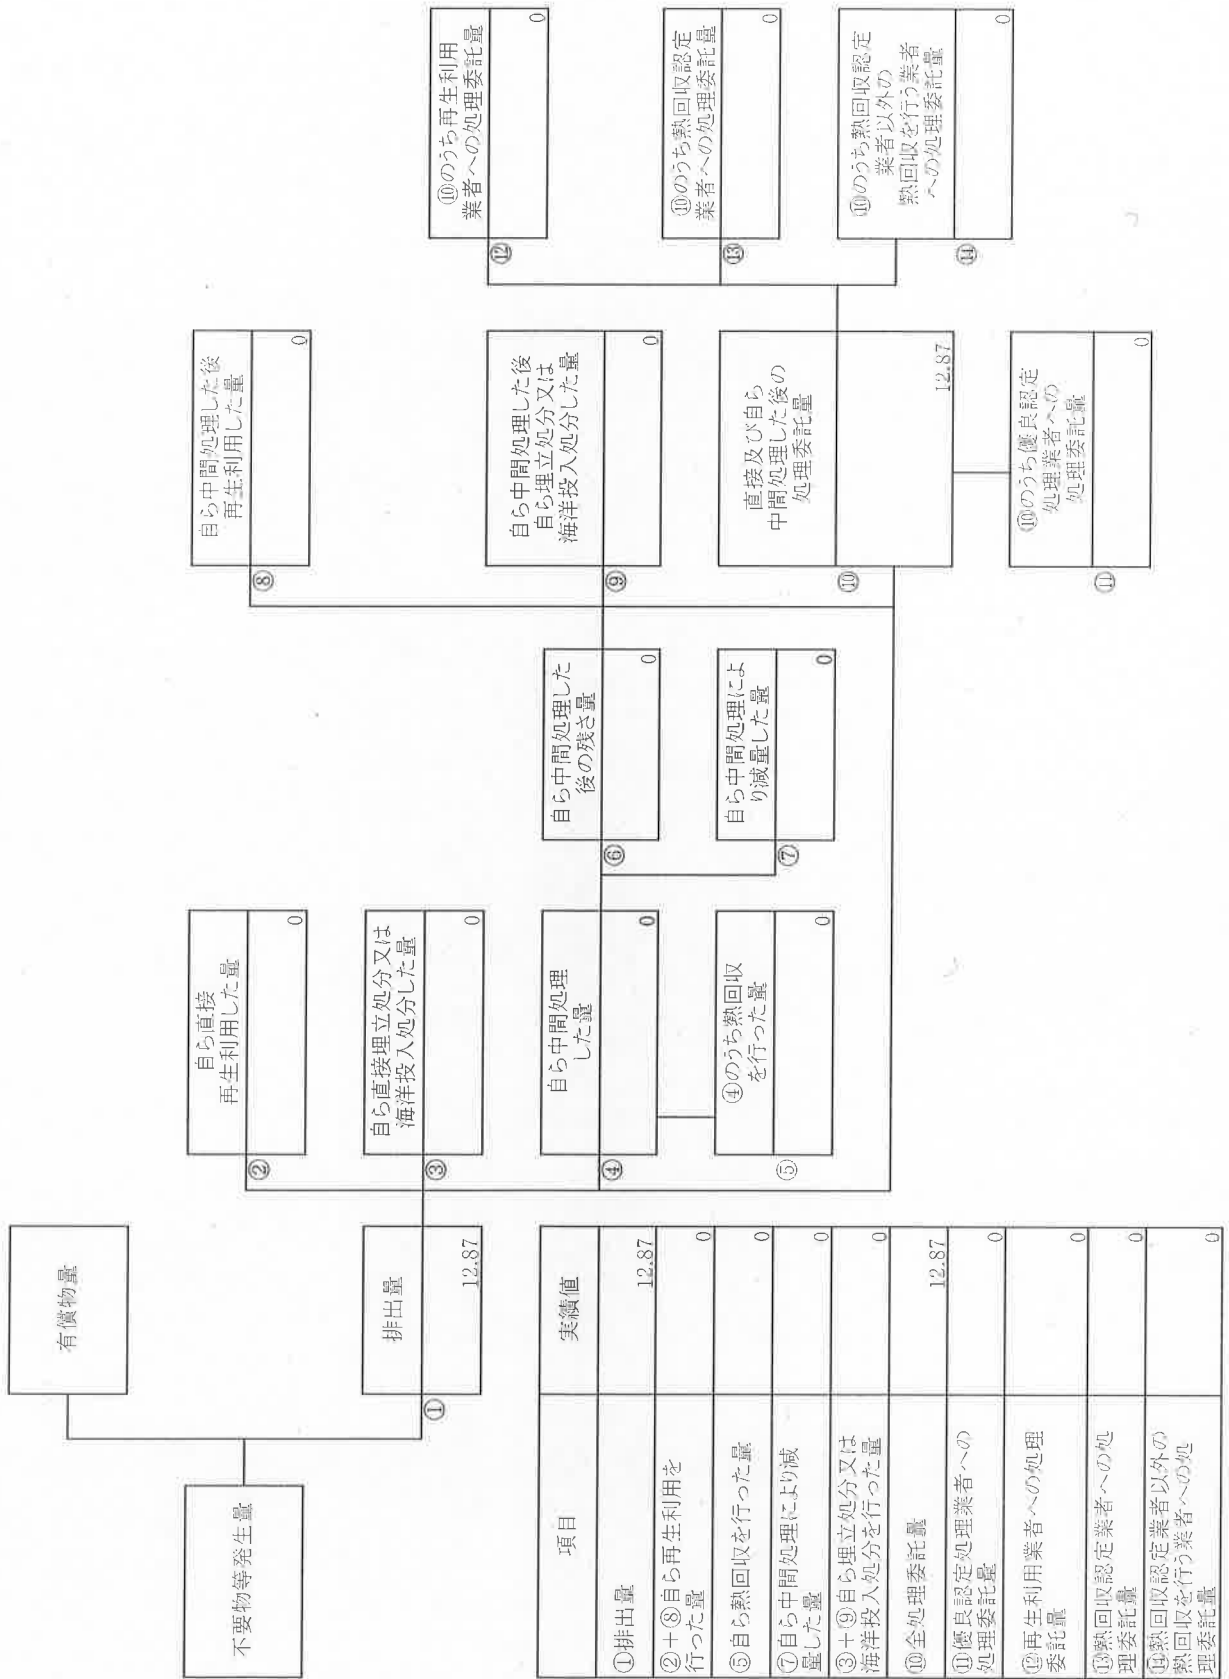 不要物等発生量
有償物量
①
排出量
12.87
②
自ら直接
再生利用した量
0
③
自ら直接埋立処分又は
海洋投入処分した量
0
④
自ら中間処理
した量
0
⑤
④のうち熱回収
を行った量
0
⑥
自ら中間処理した
後の残さ量
0
⑦
自ら中間処理によ
り減量した量
0
⑧
自ら中間処理した後
再生利用した量
0
⑨
自ら中間処理した後
自ら埋立処分又は
海洋投入処分した量
0
⑩
直接及び自ら
中間処理した後の
処理委託量
12.87
⑪
⑩のうち優良認定
処理業者への
処理委託量
0
⑫
⑩のうち再生利用
業者への処理委託量
0
⑬
⑩のうち熱回収認定
業者への処理委託量
0
⑭
⑩のうち熱回収認定
業者以外の
熱回収を行う業者
への処理委託量
0
項目 実績値
①排出量 12.87
②+⑧自ら再生利用を
行った量 0
⑤自ら熱回収を行った量 0
⑦自ら中間処理により減
量した量 0
③+⑨自ら埋立処分又は
海洋投入処分を行った量 0
⑩全処理委託量 12.87
⑪優良認定処理業者への
処理委託量 0
⑫再生利用業者への処理
委託量 0
⑬熱回収認定業者への処
理委託量 0
⑭熱回収認定業者以外の
熱回収を行う業者への処
理委託量 0